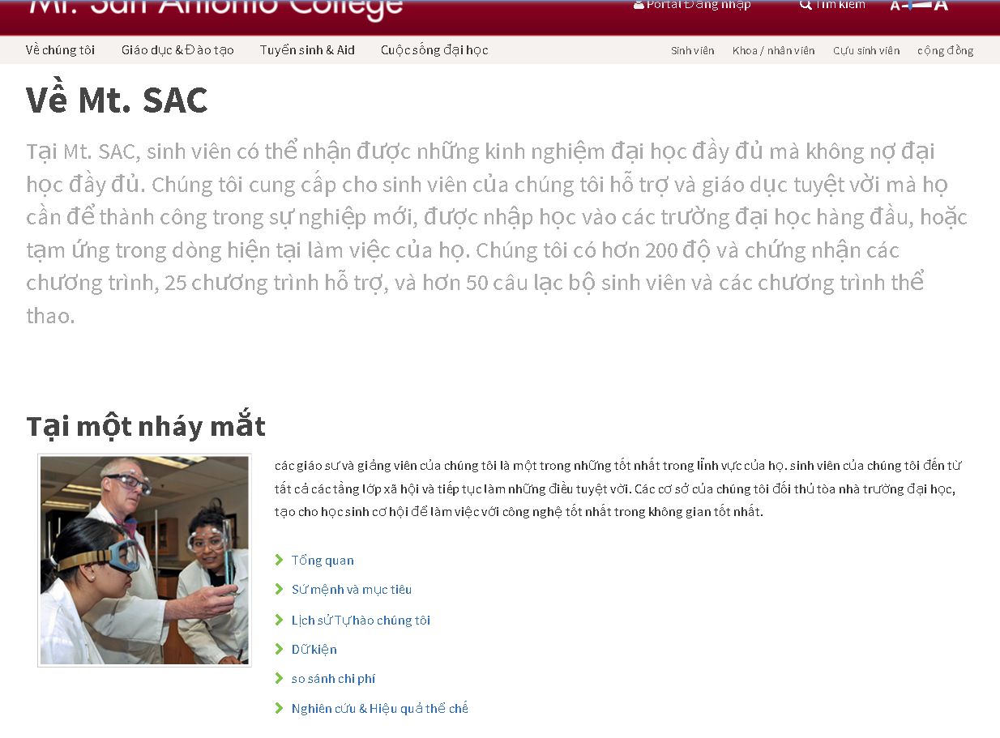 Mt. San Antonio College
Portal Đăng nhập Tìm kiếm A A
Về chúng tôi Giáo dục & Đào tạo Tuyển sinh & Aid Cuộc sống đại học Sinh viên Khoa / nhân viên Cựu sinh viên cộng đồng
Về Mt. SAC
Tại Mt. SAC, sinh viên có thể nhận được những kinh nghiệm đại học đầy đủ mà không nợ đại
học đầy đủ. Chúng tôi cung cấp cho sinh viên của chúng tôi hỗ trợ và giáo dục tuyệt vời mà họ
cần để thành công trong sự nghiệp mới, được nhập học vào các trường đại học hàng đầu, hoặc
tạm ứng trong dòng hiện tại làm việc của họ. Chúng tôi có hơn 200 độ và chứng nhận các
chương trình, 25 chương trình hỗ trợ, và hơn 50 câu lạc bộ sinh viên và các chương trình thể
thao.
Tại một nháy mắt
các giáo sư và giảng viên của chúng tôi là một trong những tốt nhất trong lĩnh vực của họ. sinh viên của chúng tôi đến từ
tất cả các tầng lớp xã hội và tiếp tục làm những điều tuyệt vời. Các cơ sở của chúng tôi đối thủ tòa nhà trường đại học,
tạo cho học sinh cơ hội để làm việc với công nghệ tốt nhất trong không gian tốt nhất.
Tổng quan
Sứ mệnh và mục tiêu
Lịch sử Tự hào chúng tôi
Dữ kiện
so sánh chi phí
Nghiên cứu & Hiệu quả thể chế